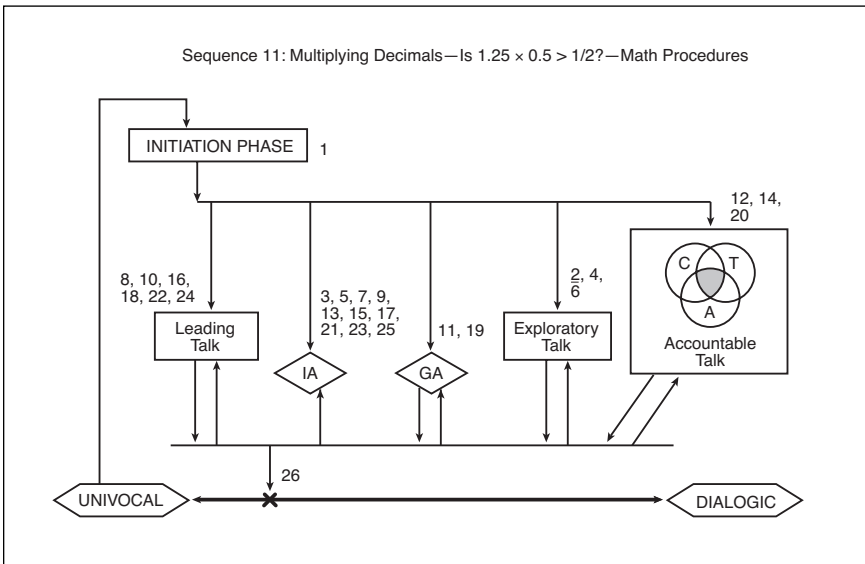 Sequence 11: Multiplying Decimals—Is 1.25 × 0.5 > 1/2?—Math Procedures
INITIATION PHASE
1
12, 14,
20
C
T
A
Accountable
Talk
8, 10, 16,
18, 22, 24
Leading
Talk
3, 5, 7, 9,
13, 15, 17,
21, 23, 25
IA
11, 19
GA
2, 4,
6
Exploratory
Talk
26
UNIVOCAL
DIALOGIC